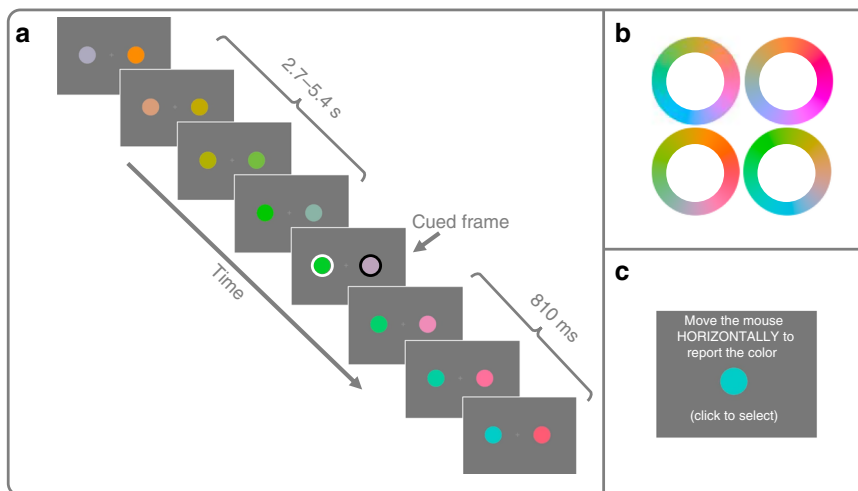 a
2.7–5.4 s
Cued frame
Time
810 ms
b
c
Move the mouse
HORIZONTALLY to
report the color
(click to select)